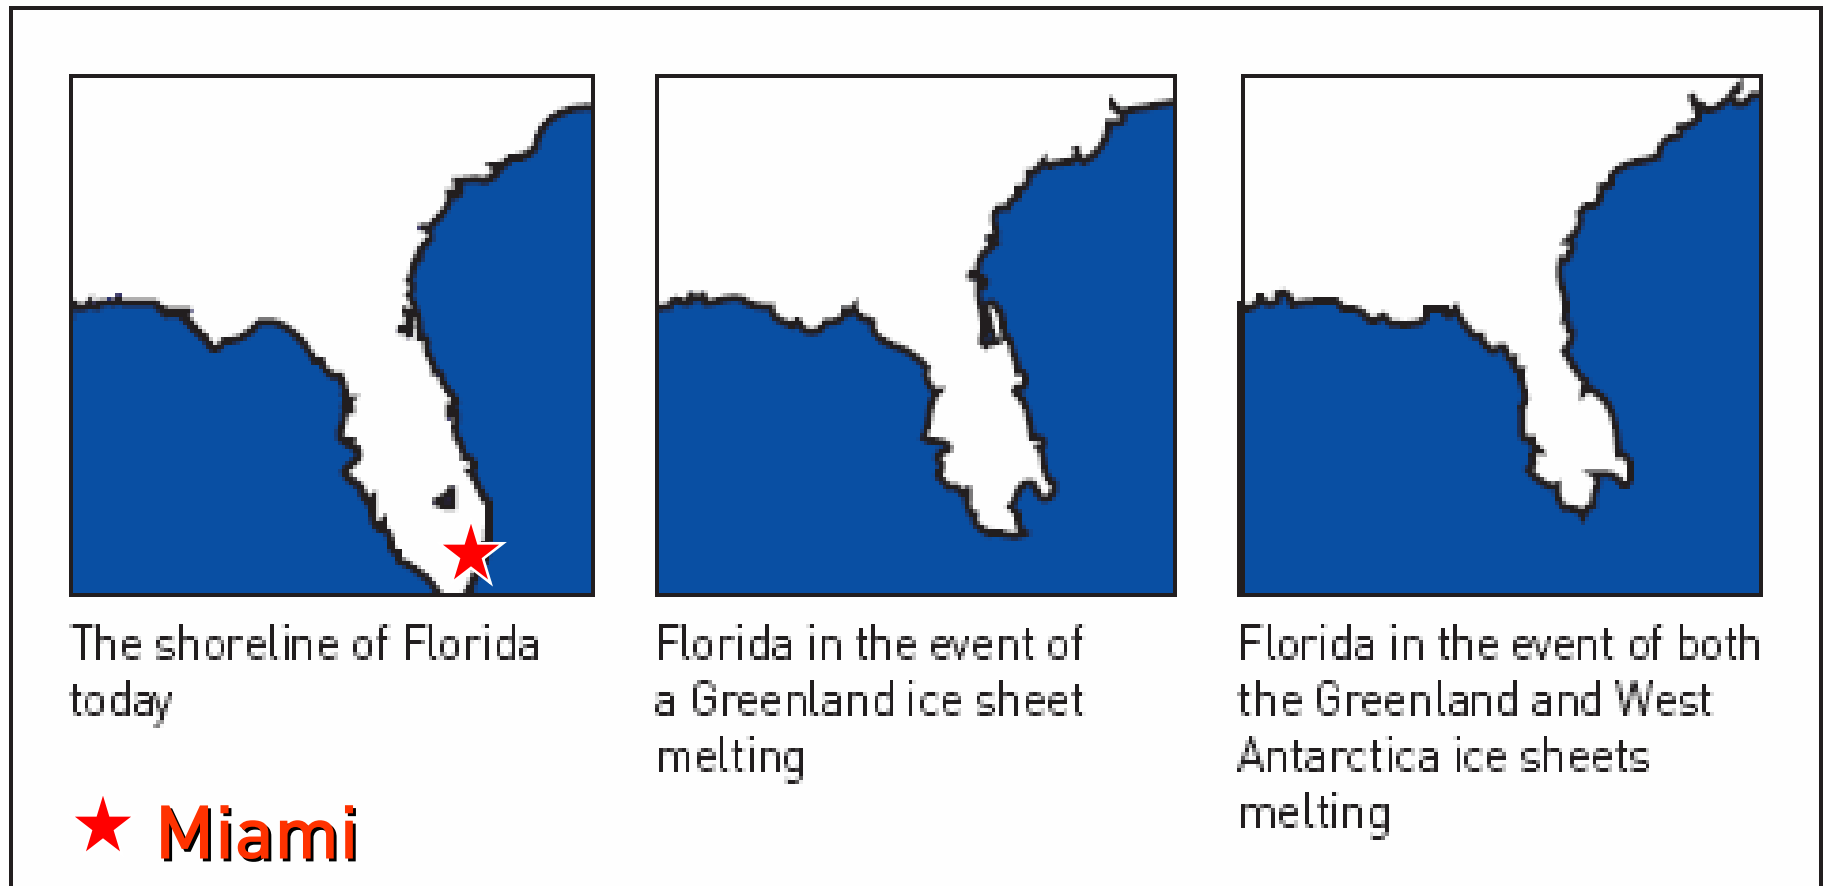 The shoreline of Florida
today
Florida in the event of
a Greenland ice sheet
melting
Florida in the event of both
the Greenland and West
Antarctica ice sheets
melting
Miami